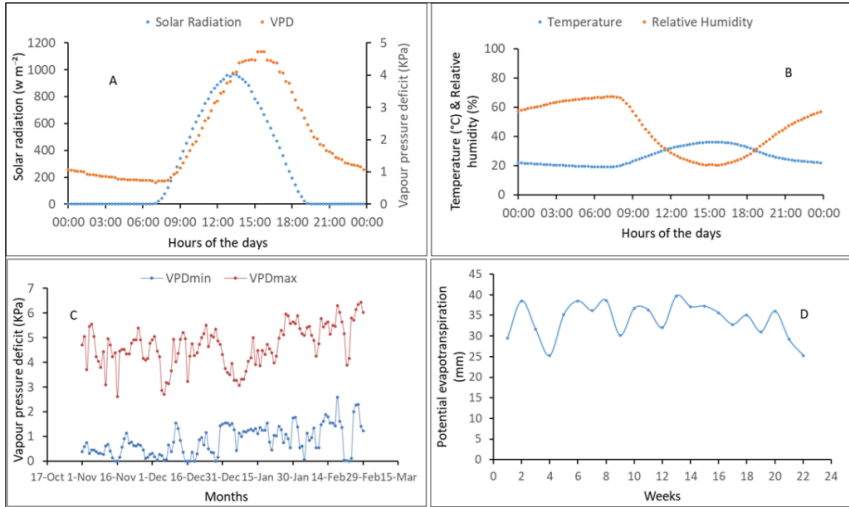 Solar Radiation VPD
A
Solar radiation (w m⁻²)
1200
1000
800
600
400
200
0
5
4
3
2
1
0
Vapour pressure deficit (KPa)
00:00 03:00 06:00 09:00 12:00 15:00 18:00 21:00 00:00
Hours of the days
Temperature Relative Humidity
B
Temperature (°C) & Relative
humidity (%)
100
80
60
40
20
0
00:00 03:00 06:00 09:00 12:00 15:00 18:00 21:00 00:00
Hours of the days
VPDmin VPDmax
C
Vapour pressure deficit (KPa)
7
6
5
4
3
2
1
0
17-Oct 1-Nov 16-Nov 1-Dec 16-Dec 31-Dec 15-Jan 30-Jan 14-Feb 29-Feb 15-Mar
Months
D
Potential evapotranspiration
(mm)
45
40
35
30
25
20
15
10
5
0
0 2 4 6 8 10 12 14 16 18 20 22 24
Weeks